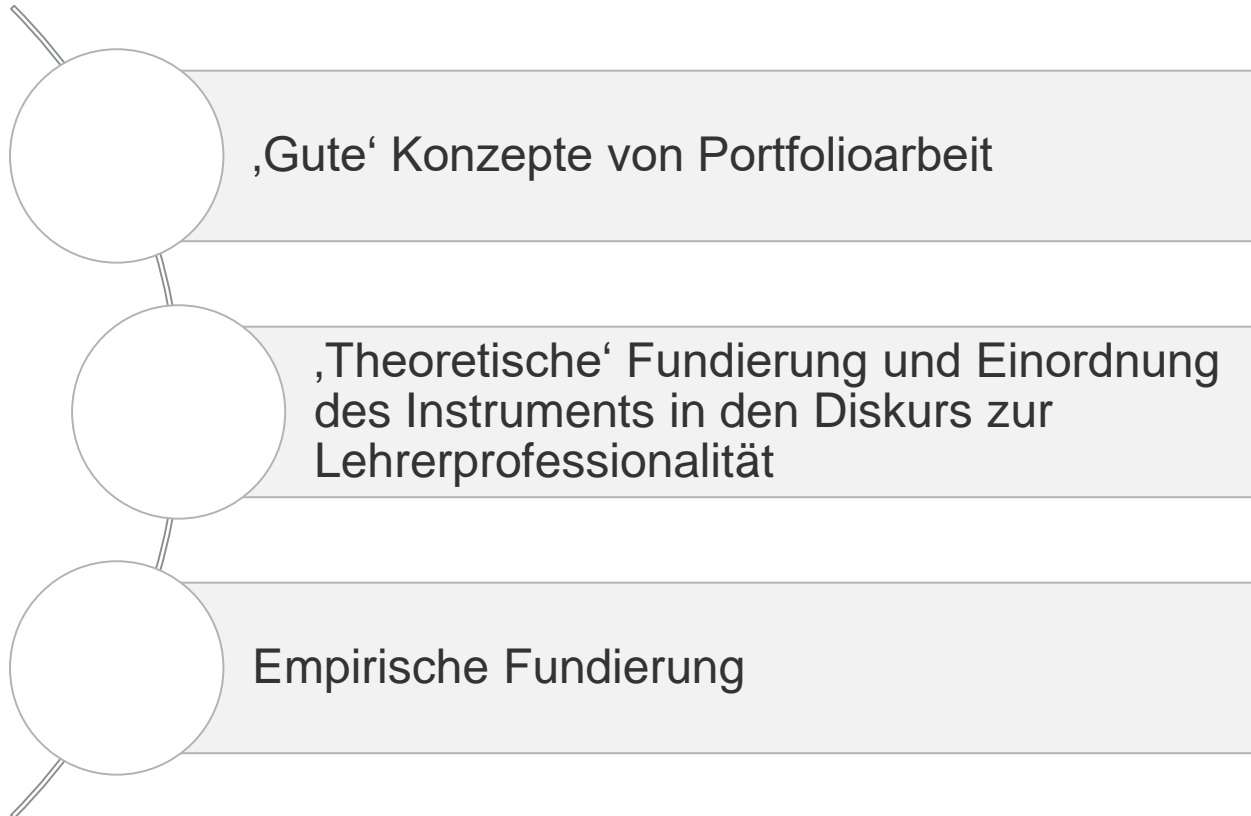 ‚Gute‘ Konzepte von Portfolioarbeit
‚Theoretische‘ Fundierung und Einordnung
des Instruments in den Diskurs zur
Lehrerprofessionalität
Empirische Fundierung